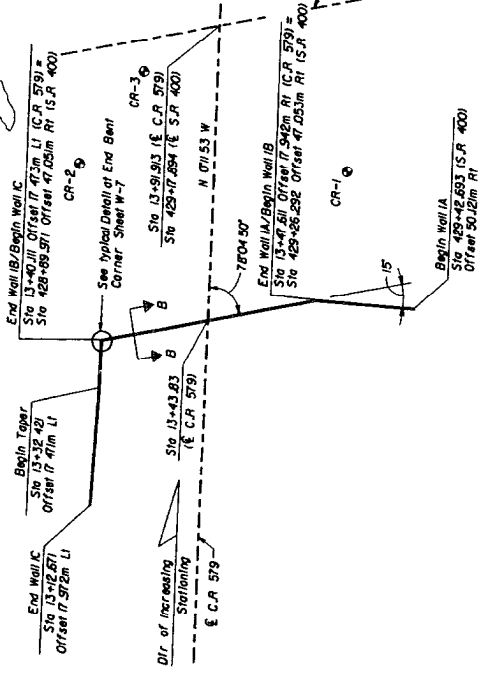 End Wall 1C
Sta 13+12.671
Offset 17.972m Lt
Begin Taper
Sta 13+32.421
Offset 17.471m Lt
End Wall 1B/Begin Wall 1C
Sta 13+40.111 Offset 17.473m Lt (C.R 579) =
Sta 428+89.971 Offset 47.051m Rt (S.R 400)
CR-2
See typical Detail at End Bent
Corner Sheet W-7
CR-3
Sta 13+91.913 (℄ C.R 579)
Sta 429+17.894 (℄ S.R 400)
B
B
N 0°11'53" W
78°04'50"
Sta 13+43.83
(℄ C.R 579)
Dir of Increasing
Stationing
℄ C.R 579
End Wall 1A/Begin Wall 1B
Sta 13+47.611 Offset 17.942m Rt (C.R 579) =
Sta 429+25.292 Offset 47.053m Rt (S.R 400)
CR-1
15°
Begin Wall 1A
Sta 429+42.693 (S.R 400)
Offset 50.121m Rt